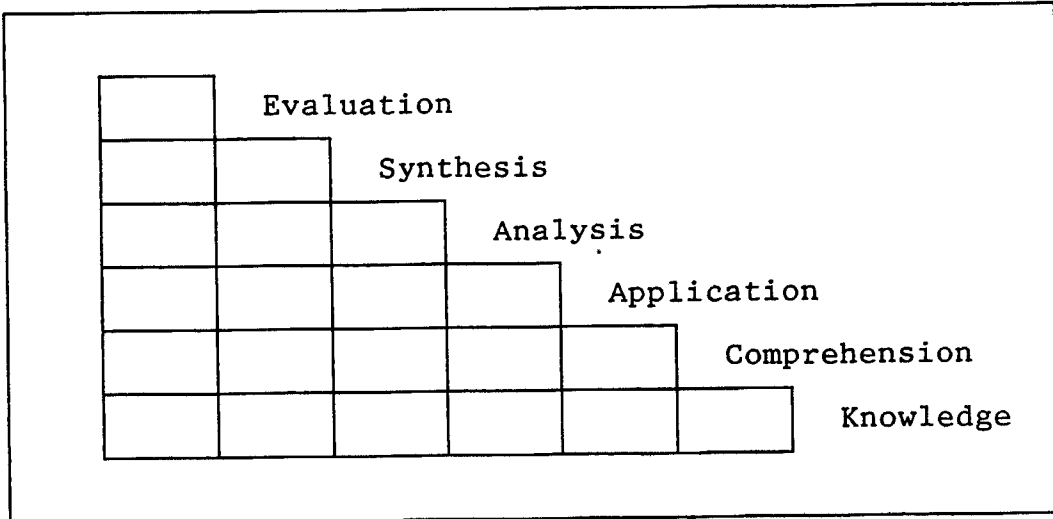 Evaluation
Synthesis
Analysis
Application
Comprehension
Knowledge